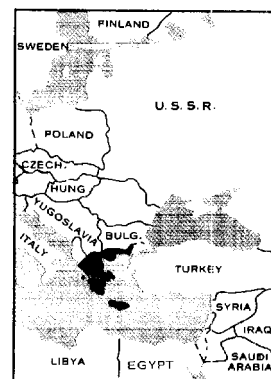 FINLAND
SWEDEN
U. S. S. R.
POLAND
CZECH.
HUNG.
YUGOSLAVIA
ITALY
BULG.
TURKEY
SYRIA
IRAQ
SAUDI
ARABIA
LIBYA
EGYPT